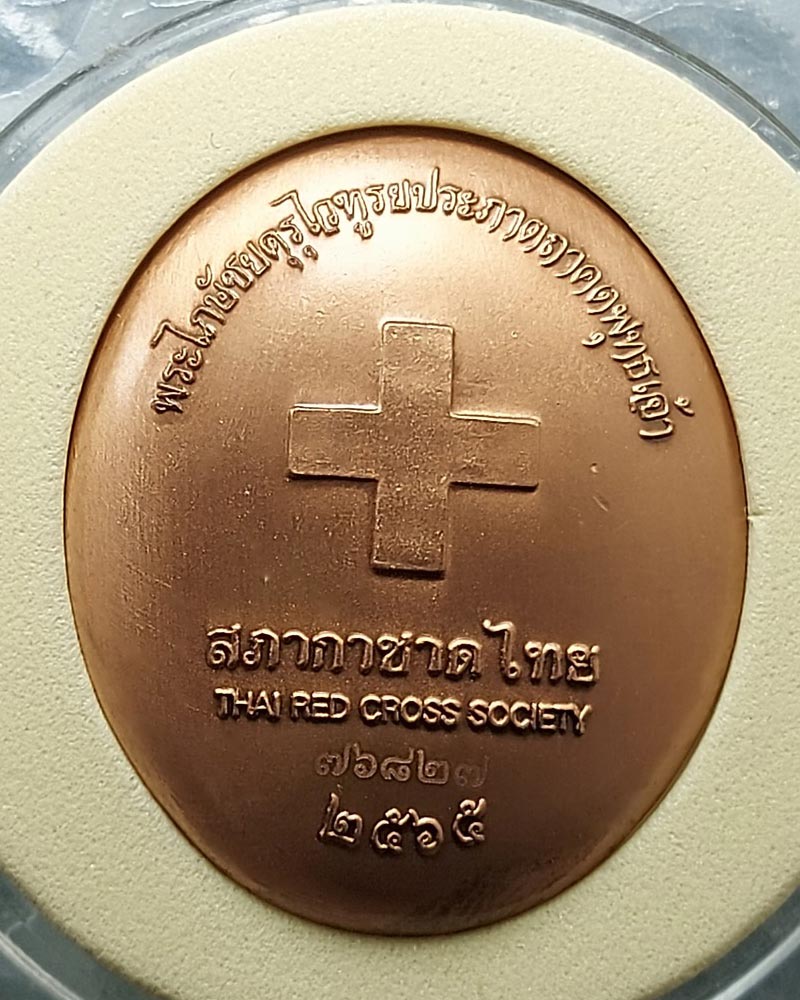 พระไภษัชยคุรุไวฑูรยประภาตถาคตพุทธเจ้า
สภากาชาดไทย
THAI RED CROSS SOCIETY
๗๖๘๒๗
๒๕๖๕